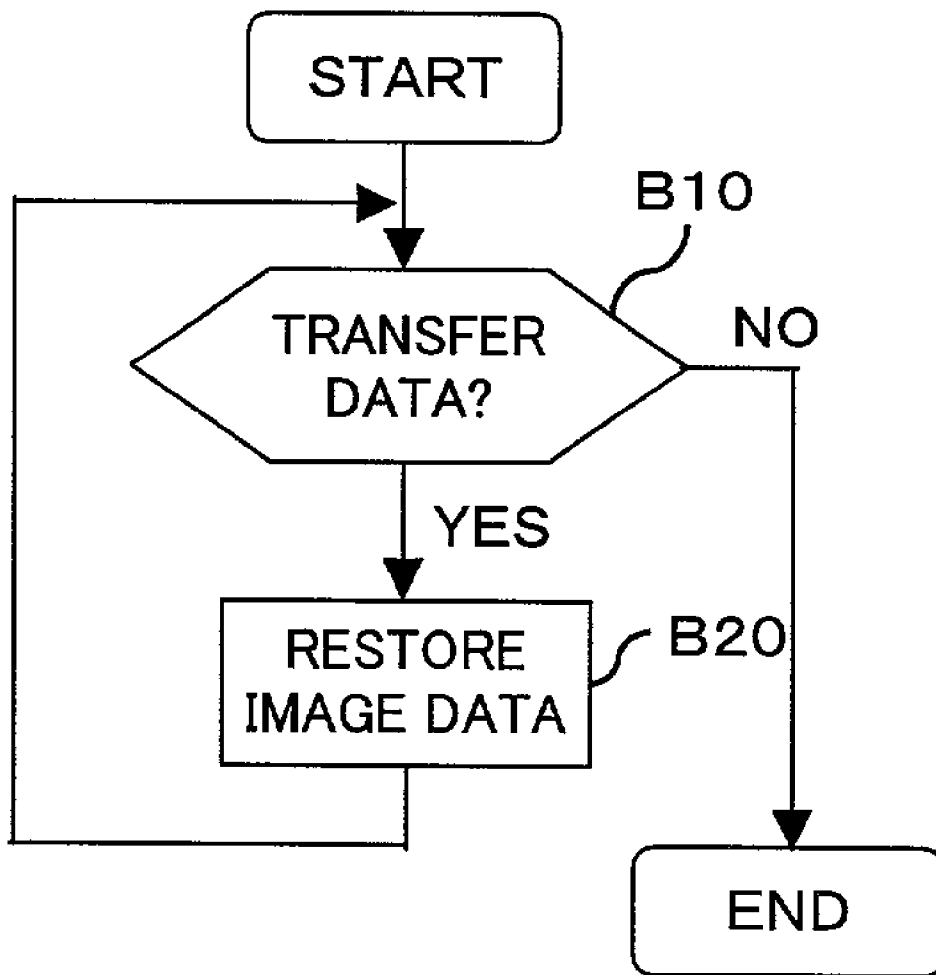 START
B10
TRANSFER
DATA?
NO
YES
RESTORE
IMAGE DATA
B20
END